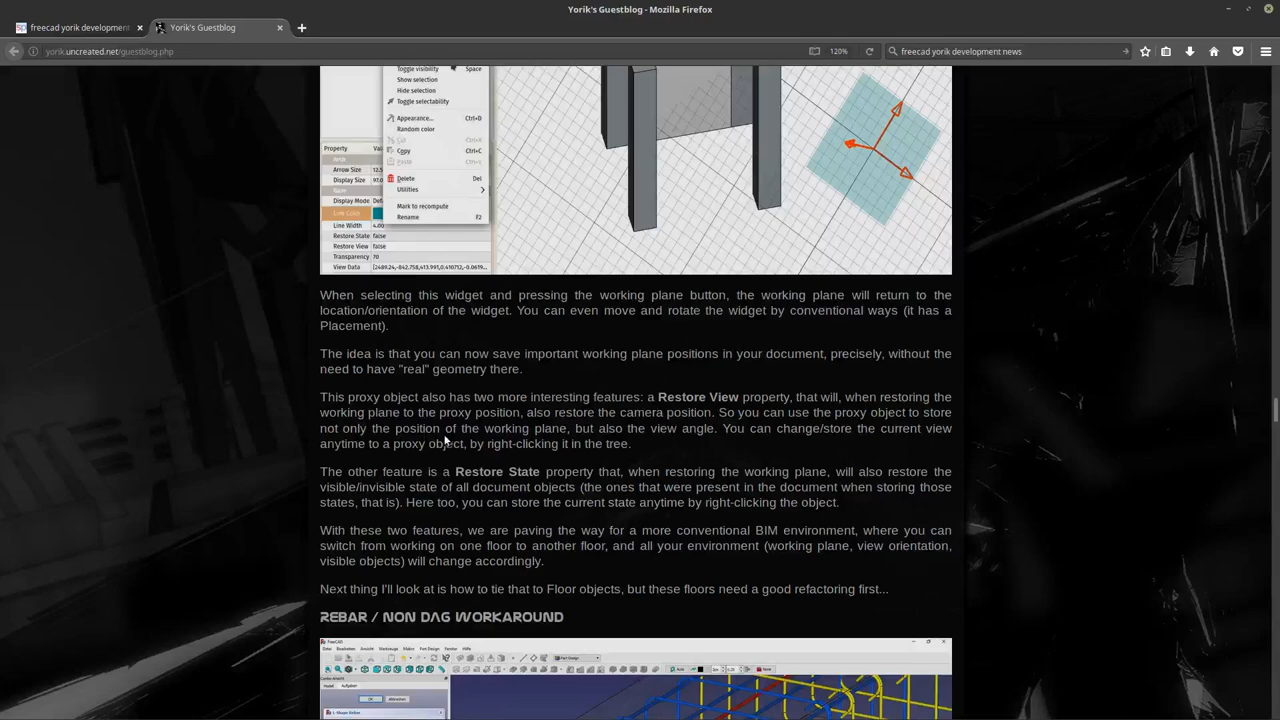 Yorik's Guestblog - Mozilla Firefox
freecad yorik development
Yorik's Guestblog
yorik.uncreated.net/guestblog.php
120%
freecad yorik development news
Toggle visibility Space
Show selection
Hide selection
Toggle selectability
Appearance... Ctrl+D
Random color
Copy Ctrl+C
Delete Del
Utilities
Mark to recompute
Rename F2
Property
Arrow Size
Display Size
Display Mode
Line Color
Line Width 4.00
Restore State false
Restore View false
Transparency 70
View Data
When selecting this widget and pressing the working plane button, the working plane will return to the
location/orientation of the widget. You can even move and rotate the widget by conventional ways (it has a
Placement).
The idea is that you can now save important working plane positions in your document, precisely, without the
need to have "real" geometry there.
This proxy object also has two more interesting features: a Restore View property, that will, when restoring the
working plane to the proxy position, also restore the camera position. So you can use the proxy object to store
not only the position of the working plane, but also the view angle. You can change/store the current view
anytime to a proxy object, by right-clicking it in the tree.
The other feature is a Restore State property that, when restoring the working plane, will also restore the
visible/invisible state of all document objects (the ones that were present in the document when storing those
states, that is). Here too, you can store the current state anytime by right-clicking the object.
With these two features, we are paving the way for a more conventional BIM environment, where you can
switch from working on one floor to another floor, and all your environment (working plane, view orientation,
visible objects) will change accordingly.
Next thing I'll look at is how to tie that to Floor objects, but these floors need a good refactoring first...
REBAR / NON DAG WORKAROUND
FreeCAD